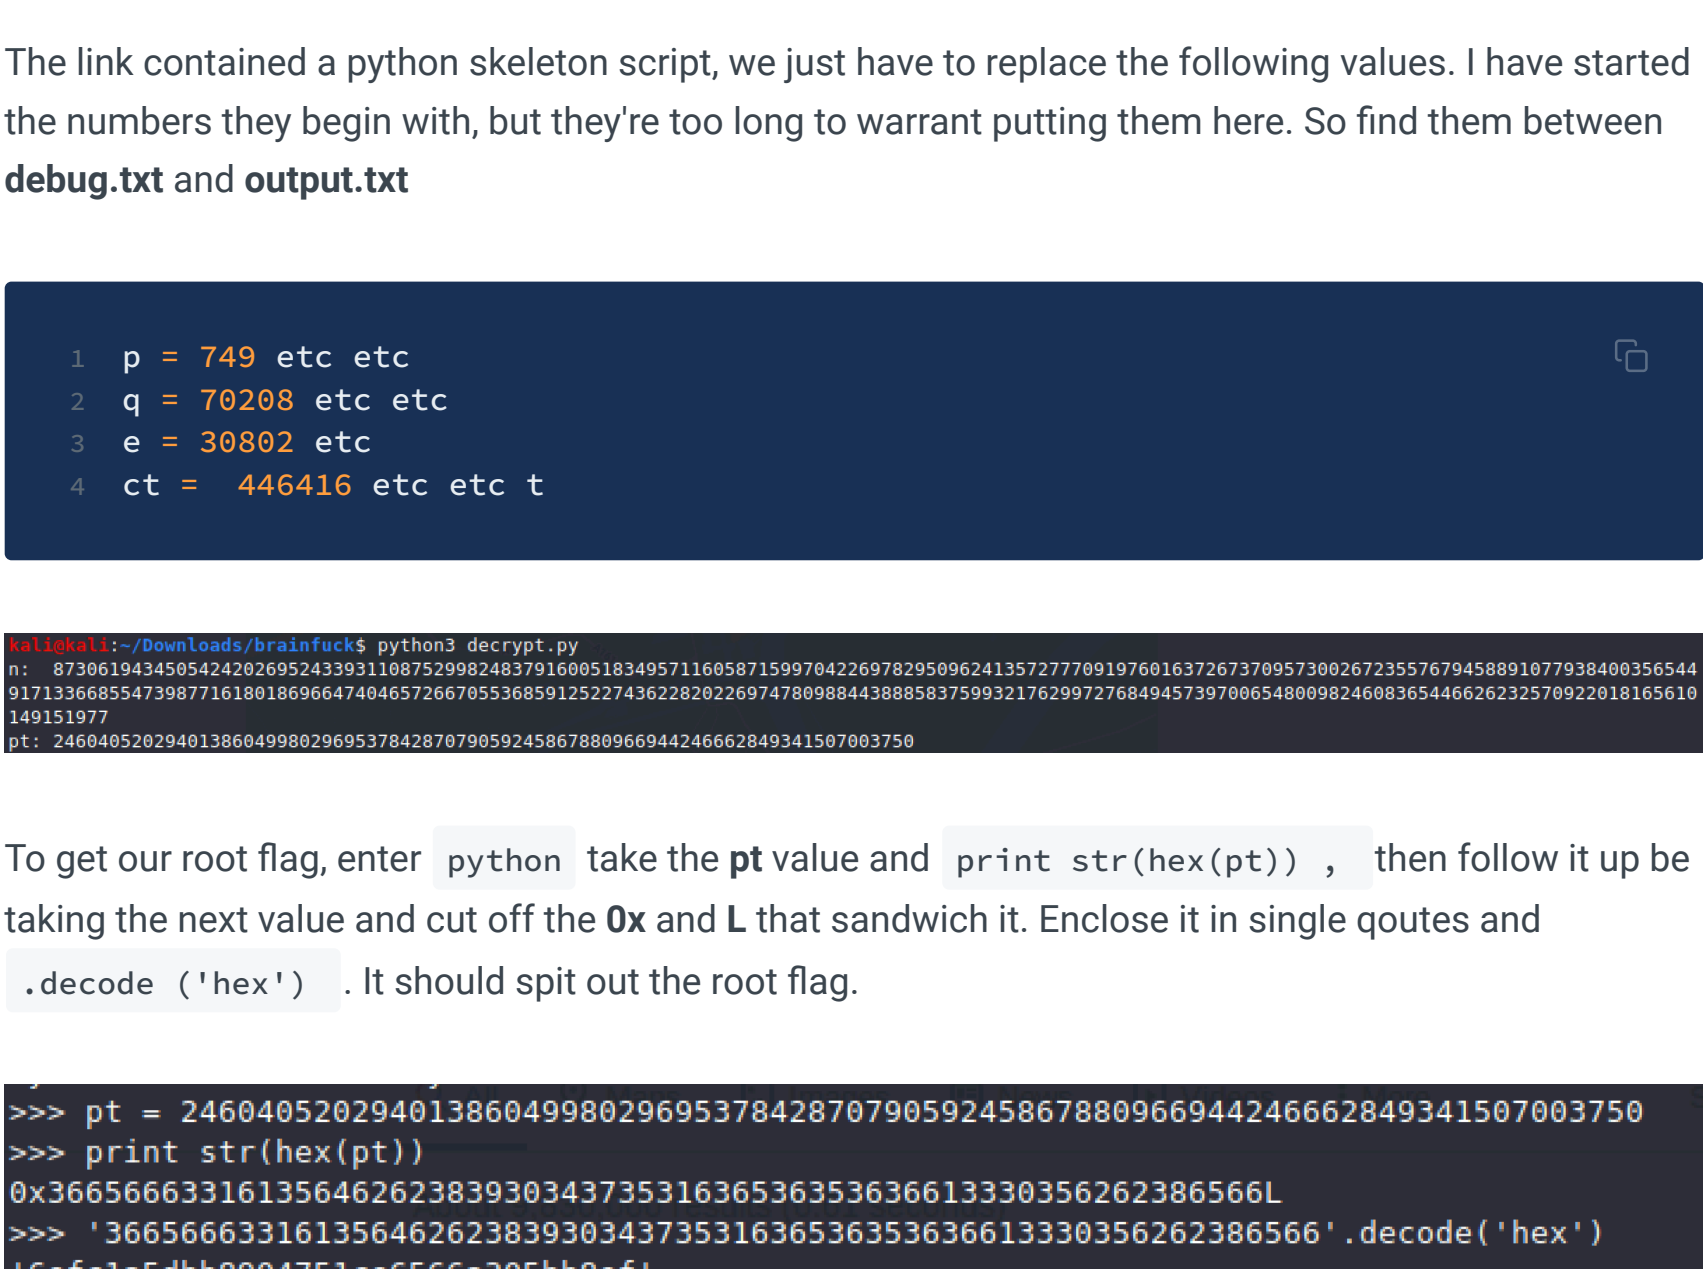 The link contained a python skeleton script, we just have to replace the following values. I have started
the numbers they begin with, but they're too long to warrant putting them here. So find them between
debug.txt and output.txt
1 p = 749 etc etc
2 q = 70208 etc etc
3 e = 30802 etc
4 ct =  446416 etc etc t
kali@kali:~/Downloads/brainfuck$ python3 decrypt.py
n:  8730619434505424202695243393110875299824837916005183495711605871599704226978295096241357277709197601637267370957300267235576794588910779384003565449
171336685547398771618018696647404657266705536859125227436228202269747809884438885837599321762997276849457397006548009824608365446626232570922018165610
149151977
pt: 24604052029401386049980296953784287079059245867880966944246662849341507003750
To get our root flag, enter python take the pt value and print str(hex(pt)) , then follow it up be
taking the next value and cut off the 0x and L that sandwich it. Enclose it in single qoutes and
.decode ('hex') . It should spit out the root flag.
>>> pt = 24604052029401386049980296953784287079059245867880966944246662849341507003750
>>> print str(hex(pt))
0x3665666331613564626238393034373531636536353636613330356262386566L
>>> '3665666331613564626238393034373531636536353636613330356262386566'.decode('hex')